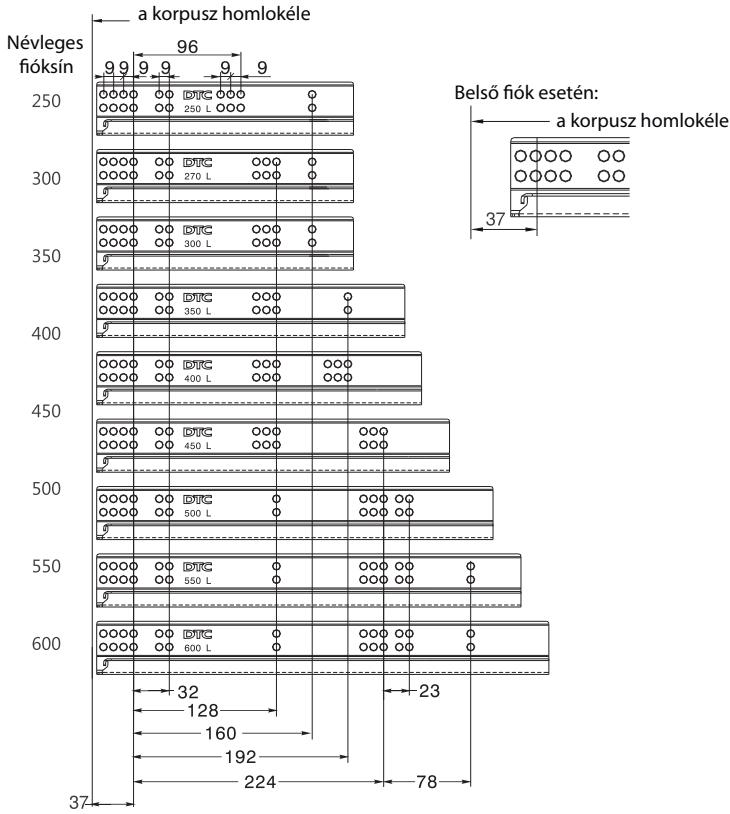 a korpusz homlokéle
Névleges
fióksín
96
9 9 9 9 9 9
250
DTC
250 L
300
DTC
270 L
350
DTC
300 L
400
DTC
350 L
450
DTC
400 L
500
DTC
450 L
550
DTC
500 L
600
DTC
550 L
DTC
600 L
Belső fiók esetén:
a korpusz homlokéle
37
32
23
128
160
192
224
78
37